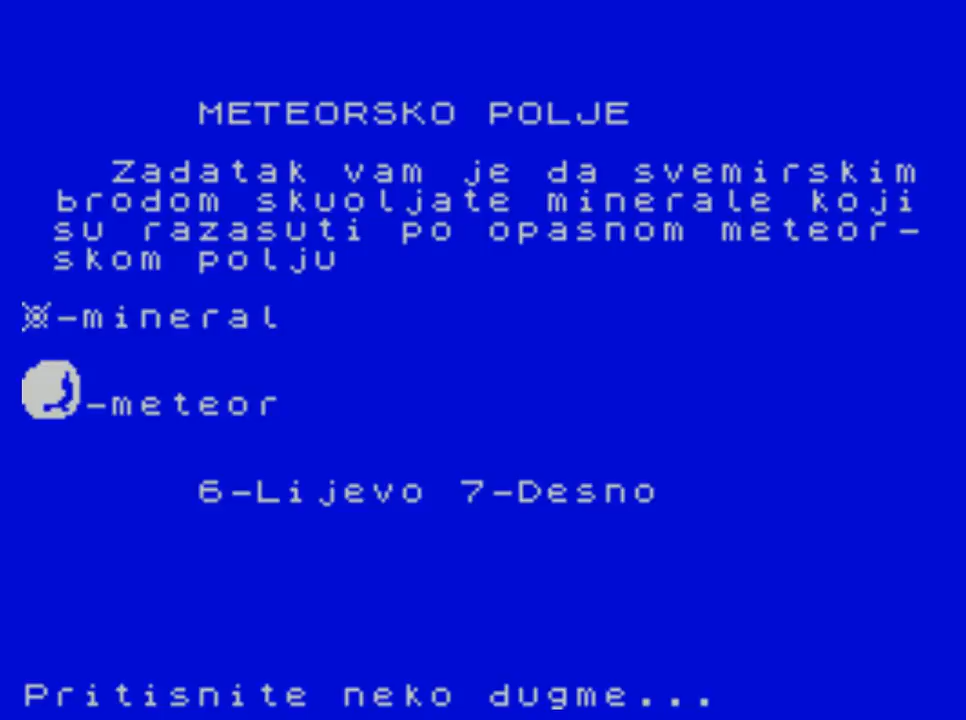 METEORSKO POLJE
Zadatak vam je da svemirskim
brodom skuoljate minerale koji
su razasuti po opasnom meteor-
skom polju
-mineral
-meteor
6-Lijevo 7-Desno
Pritisnite neko dugme...